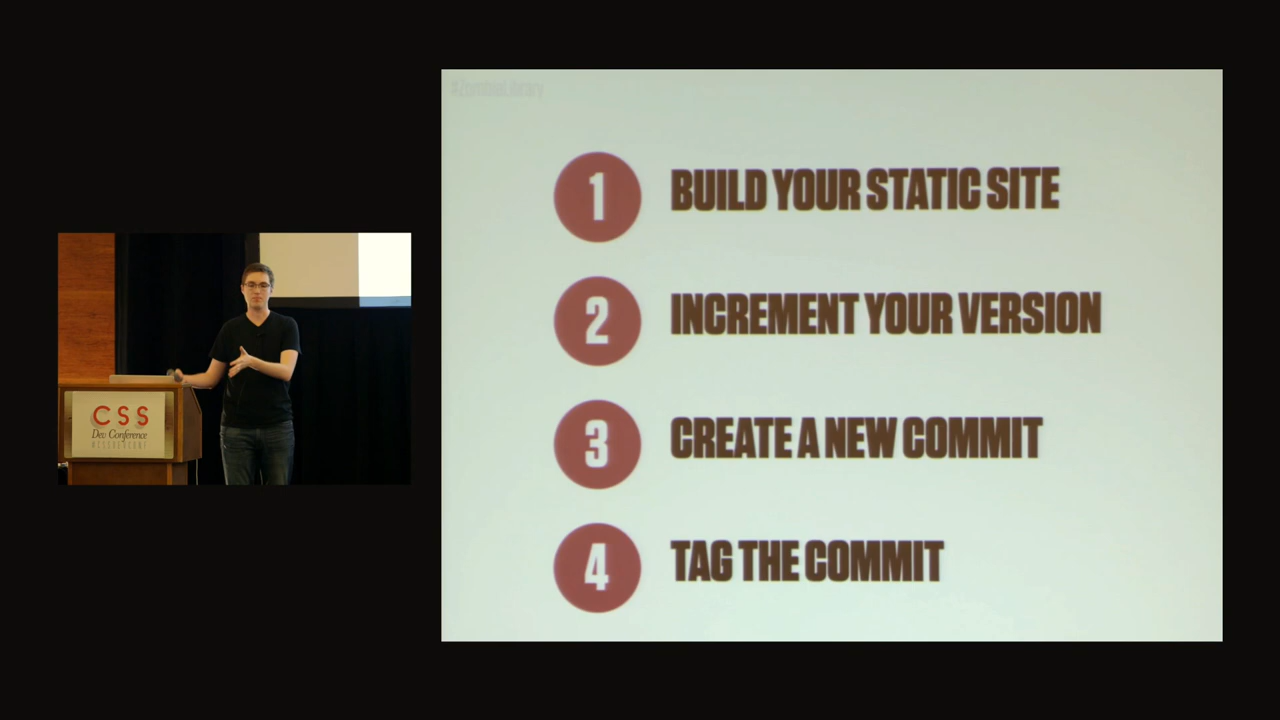 #ZombieLibrary
1 BUILD YOUR STATIC SITE
2 INCREMENT YOUR VERSION
3 CREATE A NEW COMMIT
4 TAG THE COMMIT
CSS
Dev Conference